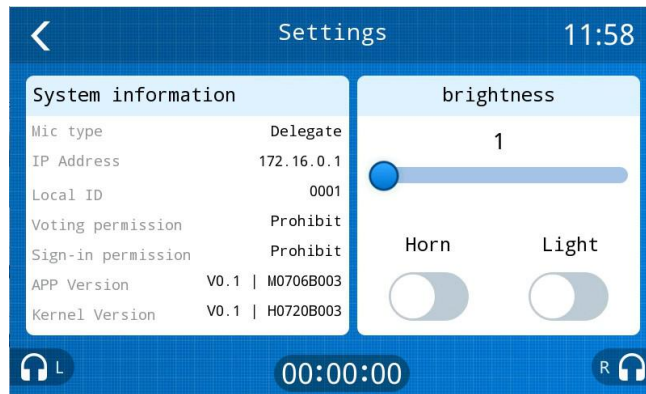 Settings
11:58
System information
Mic type Delegate
IP Address 172.16.0.1
Local ID 0001
Voting permission Prohibit
Sign-in permission Prohibit
APP Version V0.1 | M0706B003
Kernel Version V0.1 | H0720B003
brightness
1
Horn Light
L
00:00:00
R